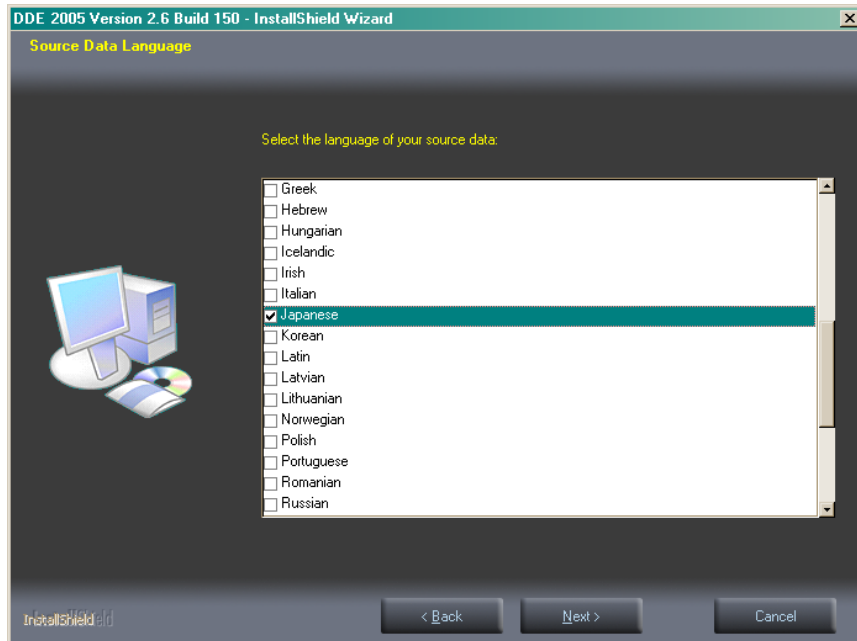 DDE 2005 Version 2.6 Build 150 - InstallShield Wizard
Source Data Language
Select the language of your source data:
Greek
Hebrew
Hungarian
Icelandic
Irish
Italian
Japanese
Korean
Latin
Latvian
Lithuanian
Norwegian
Polish
Portuguese
Romanian
Russian
InstallShield
< Back
Next >
Cancel